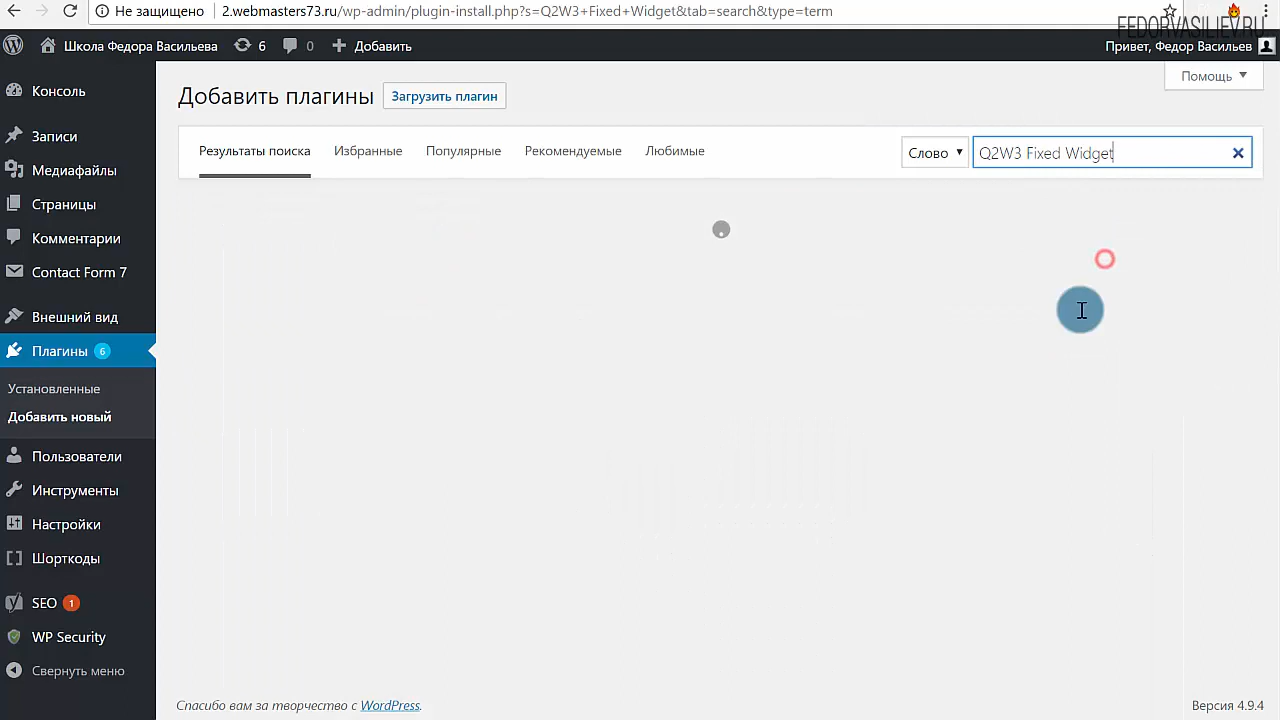 Не защищено
2.webmasters73.ru/wp-admin/plugin-install.php?s=Q2W3+Fixed+Widget&tab=search&type=term
FEDORVASILIEV.RU
Школа Федора Васильева
6
0
Добавить
Привет, Федор Васильев
Консоль
Записи
Медиафайлы
Страницы
Комментарии
Contact Form 7
Внешний вид
Плагины 6
Установленные
Добавить новый
Пользователи
Инструменты
Настройки
Шорткоды
SEO 1
WP Security
Свернуть меню
Помощь
Добавить плагины
Загрузить плагин
Результаты поиска
Избранные
Популярные
Рекомендуемые
Любимые
Слово
Q2W3 Fixed Widget
Спасибо вам за творчество с WordPress.
Версия 4.9.4